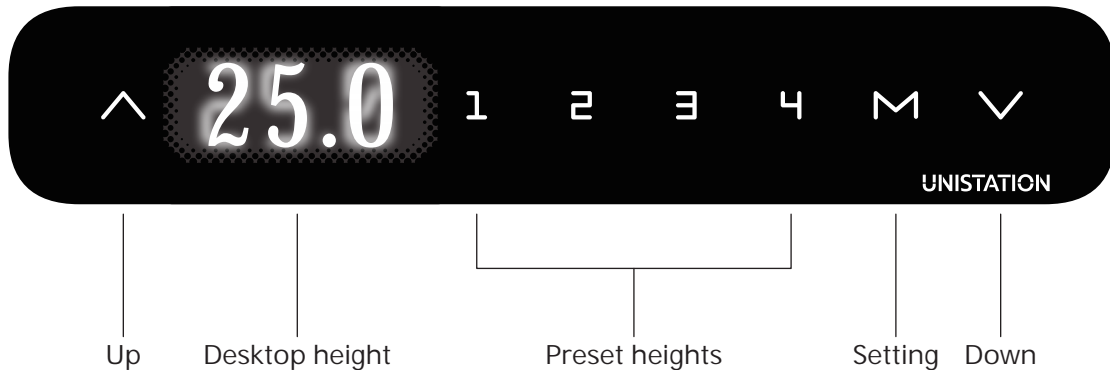 25.0 1 2 3 4 M
UNISTATION
Up Desktop height Preset heights Setting Down